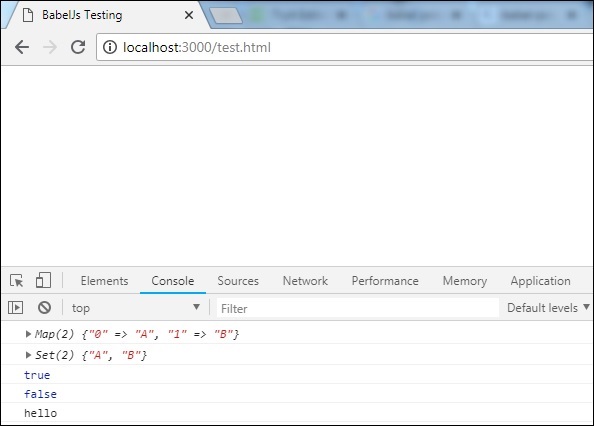 BabelJs Testing
localhost:3000/test.html
Elements Console Sources Network Performance Memory Application
top Filter Default levels
Map(2) {"0" => "A", "1" => "B"}
Set(2) {"A", "B"}
true
false
hello